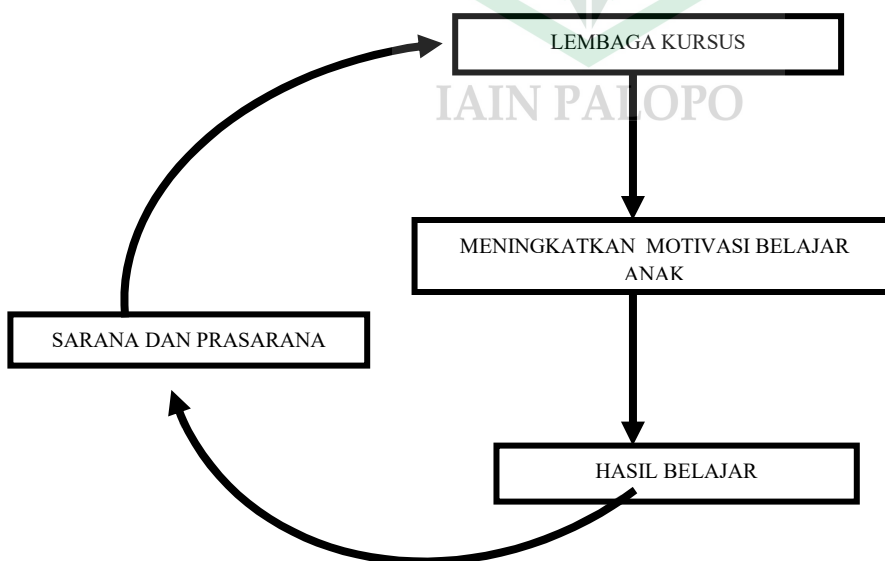 LEMBAGA KURSUS
IAIN PALOPO
MENINGKATKAN MOTIVASI BELAJAR
ANAK
SARANA DAN PRASARANA
HASIL BELAJAR